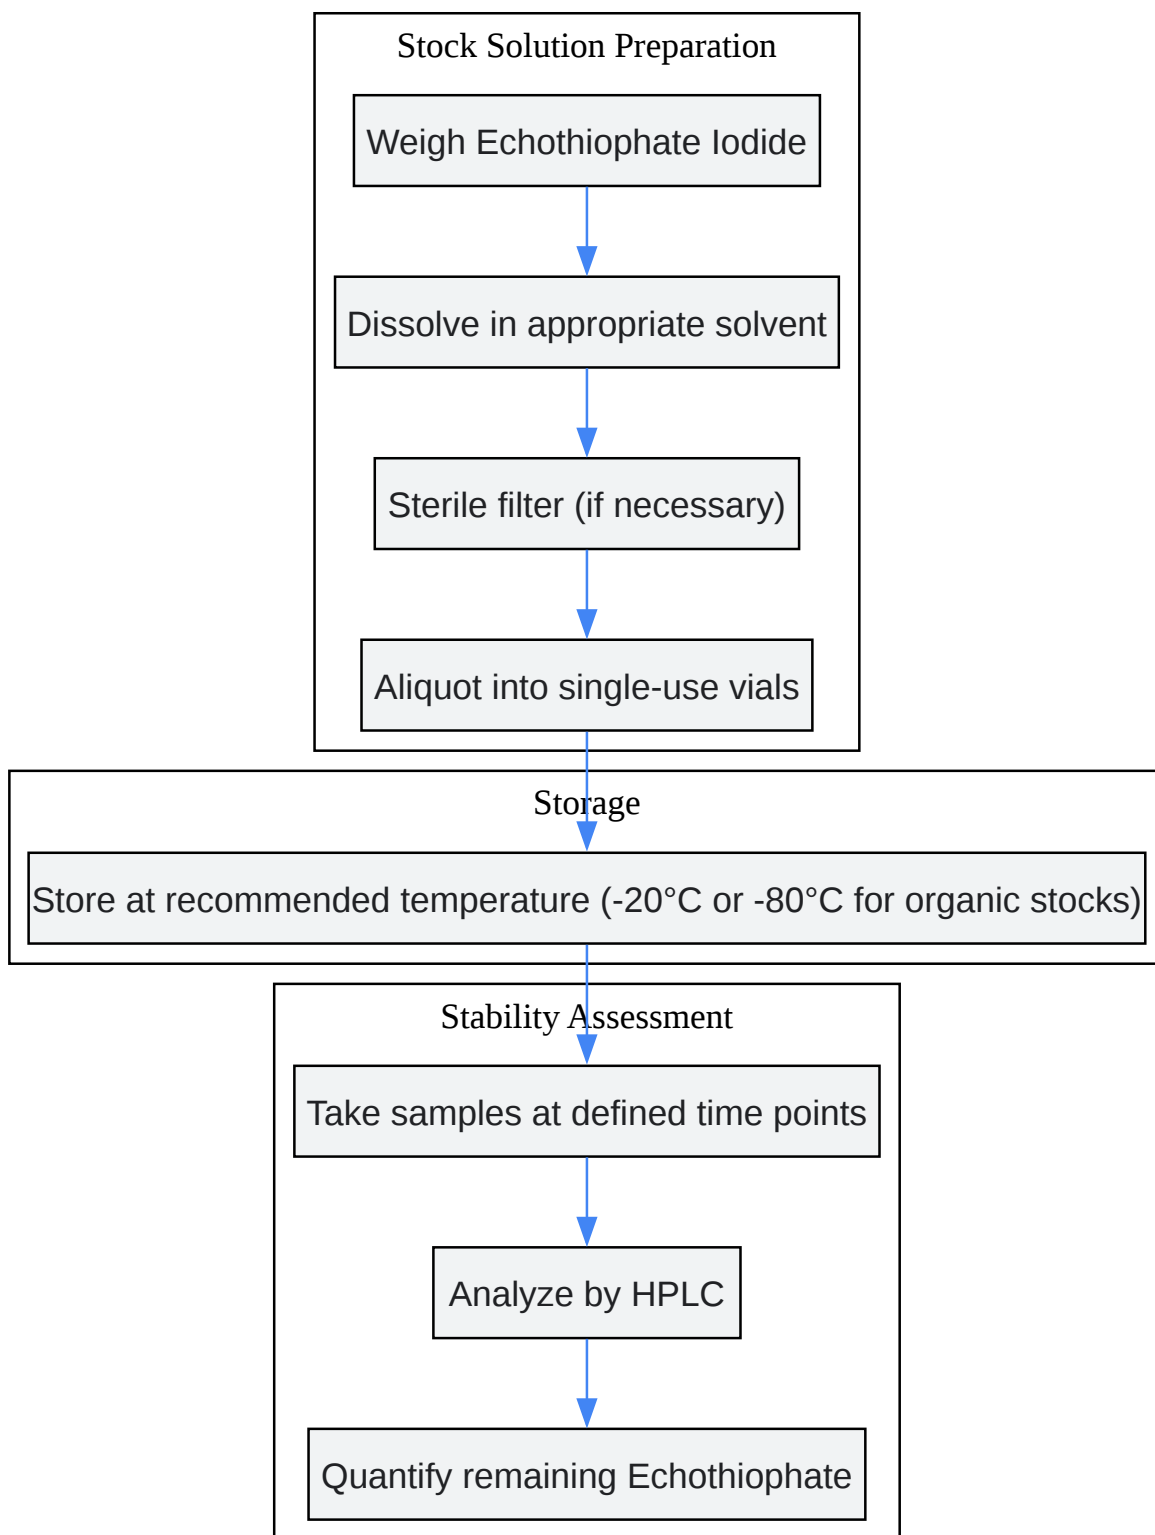 Stock Solution Preparation
Weigh Echothiophate Iodide
Dissolve in appropriate solvent
Sterile filter (if necessary)
Aliquot into single-use vials
Storage
Store at recommended temperature (-20°C or -80°C for organic stocks)
Stability Assessment
Take samples at defined time points
Analyze by HPLC
Quantify remaining Echothiophate